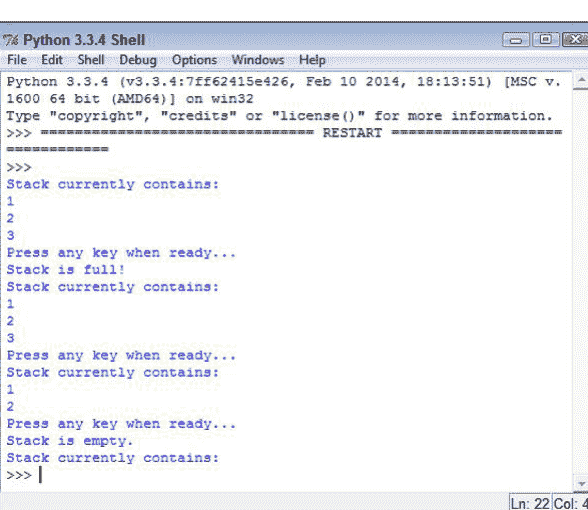 Python 3.3.4 Shell
File Edit Shell Debug Options Windows Help
Python 3.3.4 (v3.3.4:7ff62415e426, Feb 10 2014, 18:13:51) [MSC v.
1600 64 bit (AMD64)] on win32
Type "copyright", "credits" or "license()" for more information.
>>> ================================ RESTART ====================
============
>>>
Stack currently contains:
1
2
3
Press any key when ready...
Stack is full!
Stack currently contains:
1
2
3
Press any key when ready...
Stack currently contains:
1
2
Press any key when ready...
Stack is empty.
Stack currently contains:
>>>
Ln: 22 Col: 4